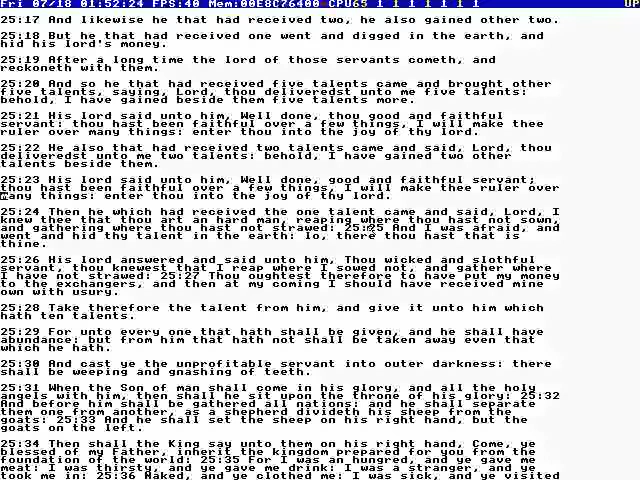 Fri 07/18 01:52:24 FPS:40 Mem:00E8C76400 CPU65 1 1 1 1 1 1 1 UP
25:17 And likewise he that had received two, he also gained other two.
25:18 But he that had received one went and digged in the earth, and
hid his lord's money.
25:19 After a long time the lord of those servants cometh, and
reckoneth with them.
25:20 And so he that had received five talents came and brought other
five talents, saying, Lord, thou deliveredst unto me five talents:
behold, I have gained beside them five talents more.
25:21 His lord said unto him, Well done, thou good and faithful
servant: thou hast been faithful over a few things, I will make thee
ruler over many things: enter thou into the joy of thy lord.
25:22 He also that had received two talents came and said, Lord, thou
deliveredst unto me two talents: behold, I have gained two other
talents beside them.
25:23 His lord said unto him, Well done, good and faithful servant;
thou hast been faithful over a few things, I will make thee ruler over
many things: enter thou into the joy of thy lord.
25:24 Then he which had received the one talent came and said, Lord, I
knew thee that thou art an hard man, reaping where thou hast not sown,
and gathering where thou hast not strawed: 25:25 And I was afraid, and
went and hid thy talent in the earth: lo, there thou hast that is
thine.
25:26 His lord answered and said unto him, Thou wicked and slothful
servant, thou knewest that I reap where I sowed not, and gather where
I have not strawed: 25:27 Thou oughtest therefore to have put my money
to the exchangers, and then at my coming I should have received mine
own with usury.
25:28 Take therefore the talent from him, and give it unto him which
hath ten talents.
25:29 For unto every one that hath shall be given, and he shall have
abundance: but from him that hath not shall be taken away even that
which he hath.
25:30 And cast ye the unprofitable servant into outer darkness: there
shall be weeping and gnashing of teeth.
25:31 When the Son of man shall come in his glory, and all the holy
angels with him, then shall he sit upon the throne of his glory: 25:32
And before him shall be gathered all nations: and he shall separate
them one from another, as a shepherd divideth his sheep from the
goats: 25:33 And he shall set the sheep on his right hand, but the
goats on the left.
25:34 Then shall the King say unto them on his right hand, Come, ye
blessed of my Father, inherit the kingdom prepared for you from the
foundation of the world: 25:35 For I was an hungred, and ye gave me
meat: I was thirsty, and ye gave me drink: I was a stranger, and ye
took me in: 25:36 Naked, and ye clothed me: I was sick, and ye visited